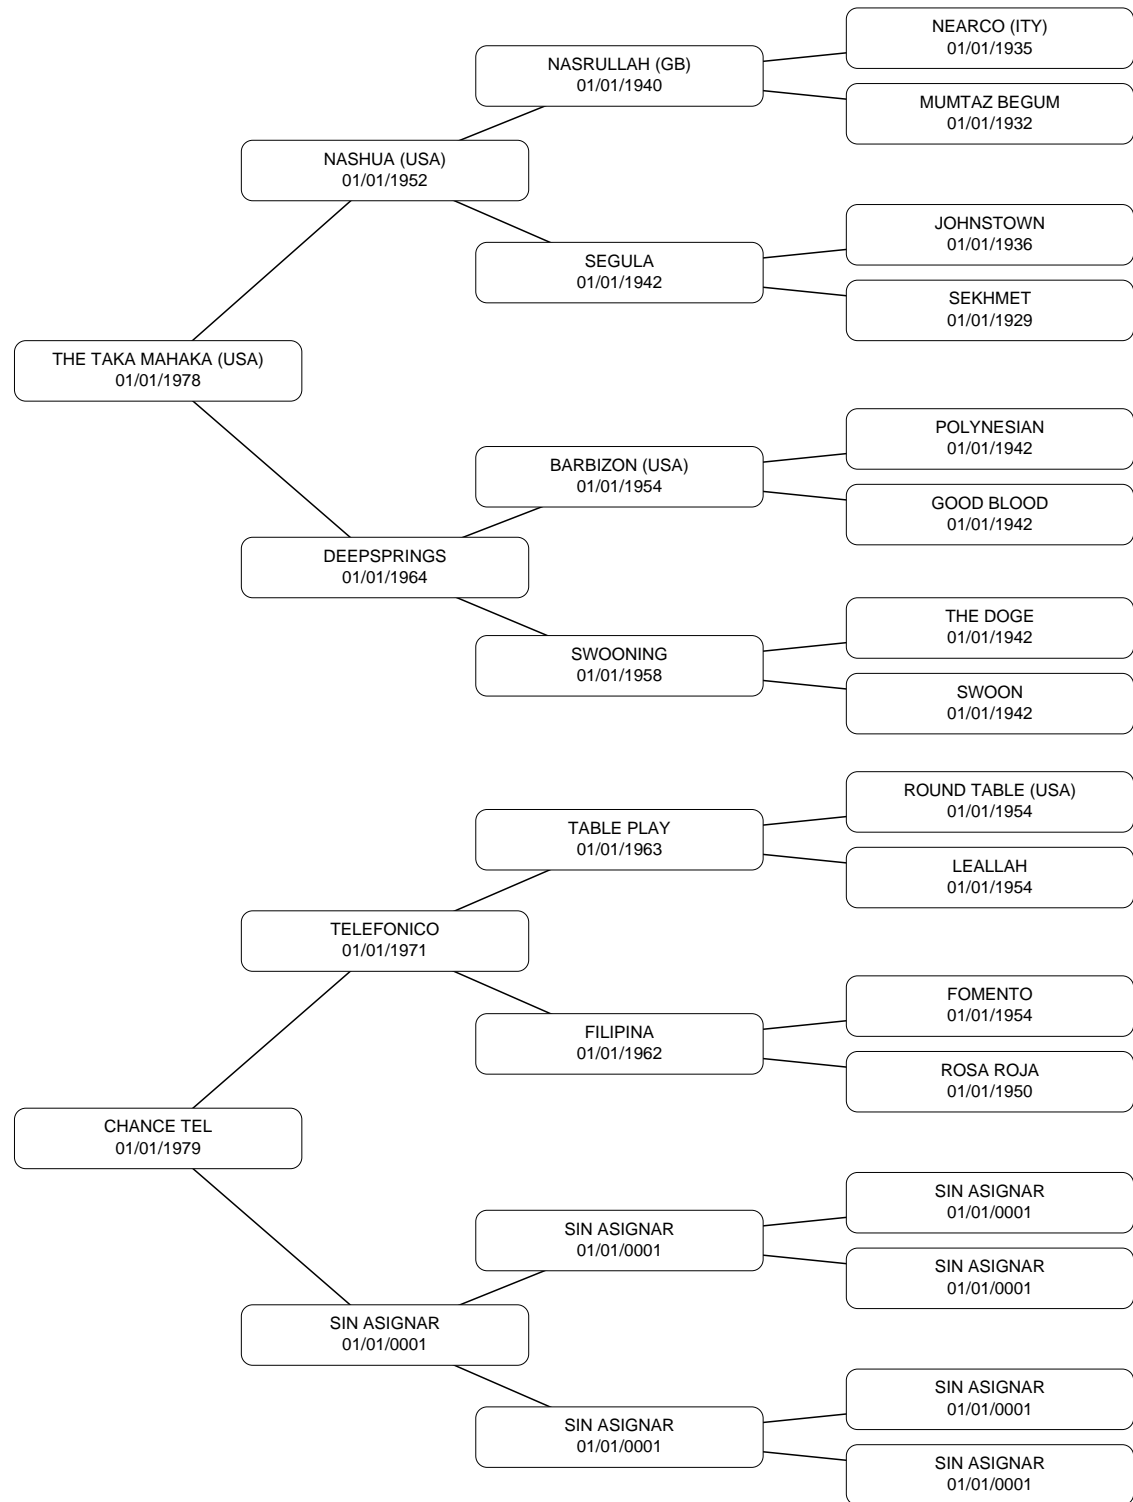 NEARCO (ITY)
01/01/1935
NASRULLAH (GB)
01/01/1940
MUMTAZ BEGUM
01/01/1932
NASHUA (USA)
01/01/1952
JOHNSTOWN
01/01/1936
SEGULA
01/01/1942
SEKHMET
01/01/1929
THE TAKA MAHAKA (USA)
01/01/1978
POLYNESIAN
01/01/1942
BARBIZON (USA)
01/01/1954
GOOD BLOOD
01/01/1942
DEEPSPRINGS
01/01/1964
THE DOGE
01/01/1942
SWOONING
01/01/1958
SWOON
01/01/1942
ROUND TABLE (USA)
01/01/1954
TABLE PLAY
01/01/1963
LEALLAH
01/01/1954
TELEFONICO
01/01/1971
FOMENTO
01/01/1954
FILIPINA
01/01/1962
ROSA ROJA
01/01/1950
CHANCE TEL
01/01/1979
SIN ASIGNAR
01/01/0001
SIN ASIGNAR
01/01/0001
SIN ASIGNAR
01/01/0001
SIN ASIGNAR
01/01/0001
SIN ASIGNAR
01/01/0001
SIN ASIGNAR
01/01/0001
SIN ASIGNAR
01/01/0001